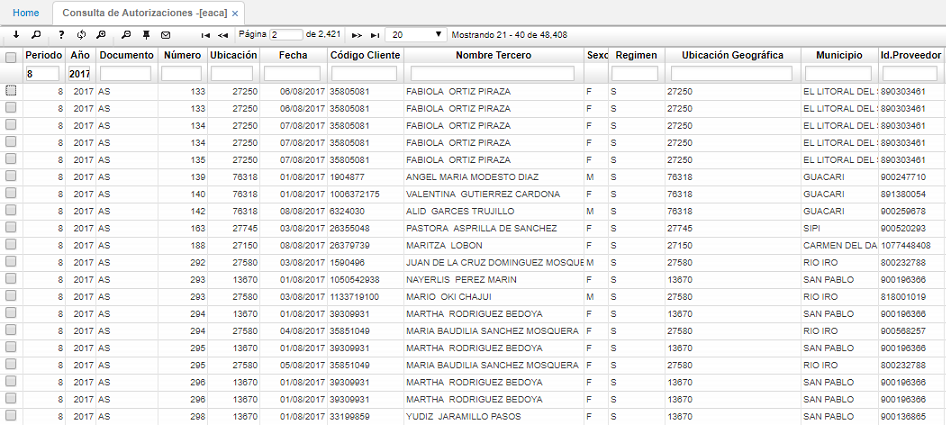 Home Consulta de Autorizaciones -[eaca] ×
Página 2 de 2,421 20 Mostrando 21 - 40 de 48,408
Periodo Año Documento Número Ubicación Fecha Código Cliente Nombre Tercero Sexo Regimen Ubicación Geográfica Municipio Id.Proveedor
8 2017
8 2017 AS 133 27250 06/08/2017 35805081 FABIOLA ORTIZ PIRAZA F S 27250 EL LITORAL DEL 890303461
8 2017 AS 133 27250 06/08/2017 35805081 FABIOLA ORTIZ PIRAZA F S 27250 EL LITORAL DEL 890303461
8 2017 AS 134 27250 07/08/2017 35805081 FABIOLA ORTIZ PIRAZA F S 27250 EL LITORAL DEL 890303461
8 2017 AS 134 27250 07/08/2017 35805081 FABIOLA ORTIZ PIRAZA F S 27250 EL LITORAL DEL 890303461
8 2017 AS 135 27250 07/08/2017 35805081 FABIOLA ORTIZ PIRAZA F S 27250 EL LITORAL DEL 890303461
8 2017 AS 139 76318 01/08/2017 1904877 ANGEL MARIA MODESTO DIAZ M S 76318 GUACARI 900247710
8 2017 AS 140 76318 01/08/2017 1006372175 VALENTINA GUTIERREZ CARDONA F S 76318 GUACARI 891380054
8 2017 AS 142 76318 08/08/2017 6324030 ALID GARCES TRUJILLO M S 76318 GUACARI 900259678
8 2017 AS 163 27745 03/08/2017 26355048 PASTORA ASPRILLA DE SANCHEZ F S 27745 SIPI 900520293
8 2017 AS 188 27150 08/08/2017 26379739 MARITZA LOBON F S 27150 CARMEN DEL DA 1077448408
8 2017 AS 292 27580 03/08/2017 1590496 JUAN DE LA CRUZ DOMINGUEZ MOSQUE M S 27580 RIO IRO 800232788
8 2017 AS 293 13670 01/08/2017 1050542938 NAYERLIS PEREZ MARIN F S 13670 SAN PABLO 900196366
8 2017 AS 293 27580 03/08/2017 1133719100 MARIO OKI CHAJUI M S 27580 RIO IRO 818001019
8 2017 AS 294 13670 01/08/2017 39309931 MARTHA RODRIGUEZ BEDOYA F S 13670 SAN PABLO 900196366
8 2017 AS 294 27580 04/08/2017 35851049 MARIA BAUDILIA SANCHEZ MOSQUERA F S 27580 RIO IRO 900568257
8 2017 AS 295 13670 01/08/2017 39309931 MARTHA RODRIGUEZ BEDOYA F S 13670 SAN PABLO 900196366
8 2017 AS 295 27580 05/08/2017 35851049 MARIA BAUDILIA SANCHEZ MOSQUERA F S 27580 RIO IRO 800232788
8 2017 AS 296 13670 01/08/2017 39309931 MARTHA RODRIGUEZ BEDOYA F S 13670 SAN PABLO 900196366
8 2017 AS 296 13670 01/08/2017 39309931 MARTHA RODRIGUEZ BEDOYA F S 13670 SAN PABLO 900196366
8 2017 AS 298 13670 01/08/2017 33199859 YUDIZ JARAMILLO PASOS F S 13670 SAN PABLO 900136865